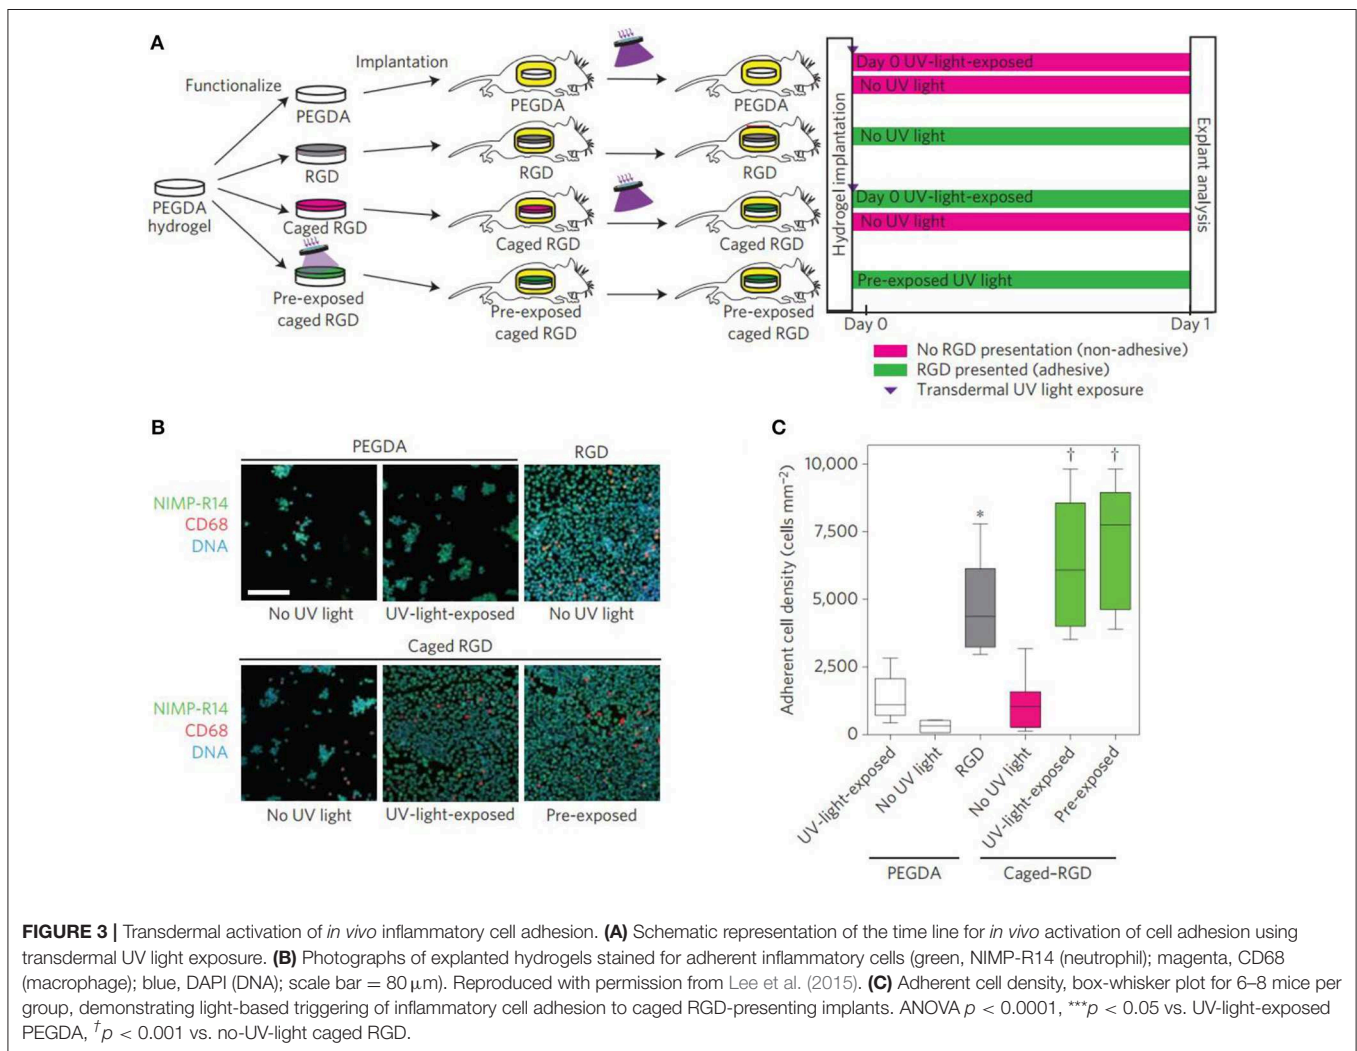 A
Functionalize
Implantation
PEGDA
hydrogel
PEGDA
RGD
Caged RGD
Pre-exposed
caged RGD
PEGDA
RGD
Caged RGD
Pre-exposed
caged RGD
PEGDA
RGD
Caged RGD
Pre-exposed
caged RGD
Hydrogel implantation
Day 0 UV-light-exposed
No UV light
No UV light
Day 0 UV-light-exposed
No UV light
Pre-exposed UV light
Explant analysis
Day 0
Day 1
No RGD presentation (non-adhesive)
RGD presented (adhesive)
Transdermal UV light exposure
B
PEGDA
RGD
NIMP-R14
CD68
DNA
No UV light
UV-light-exposed
No UV light
Caged RGD
NIMP-R14
CD68
DNA
No UV light
UV-light-exposed
Pre-exposed
C
Adherent cell density (cells mm⁻²)
10,000
7,500
5,000
2,500
0
*
†
†
UV-light-exposed
No UV light
RGD
No UV light
UV-light-exposed
Pre-exposed
PEGDA
Caged–RGD
FIGURE 3 | Transdermal activation of in vivo inflammatory cell adhesion. (A) Schematic representation of the time line for in vivo activation of cell adhesion using
transdermal UV light exposure. (B) Photographs of explanted hydrogels stained for adherent inflammatory cells (green, NIMP-R14 (neutrophil); magenta, CD68
(macrophage); blue, DAPI (DNA); scale bar = 80 μm). Reproduced with permission from Lee et al. (2015). (C) Adherent cell density, box-whisker plot for 6–8 mice per
group, demonstrating light-based triggering of inflammatory cell adhesion to caged RGD-presenting implants. ANOVA p < 0.0001, ***p < 0.05 vs. UV-light-exposed
PEGDA, †p < 0.001 vs. no-UV-light caged RGD.